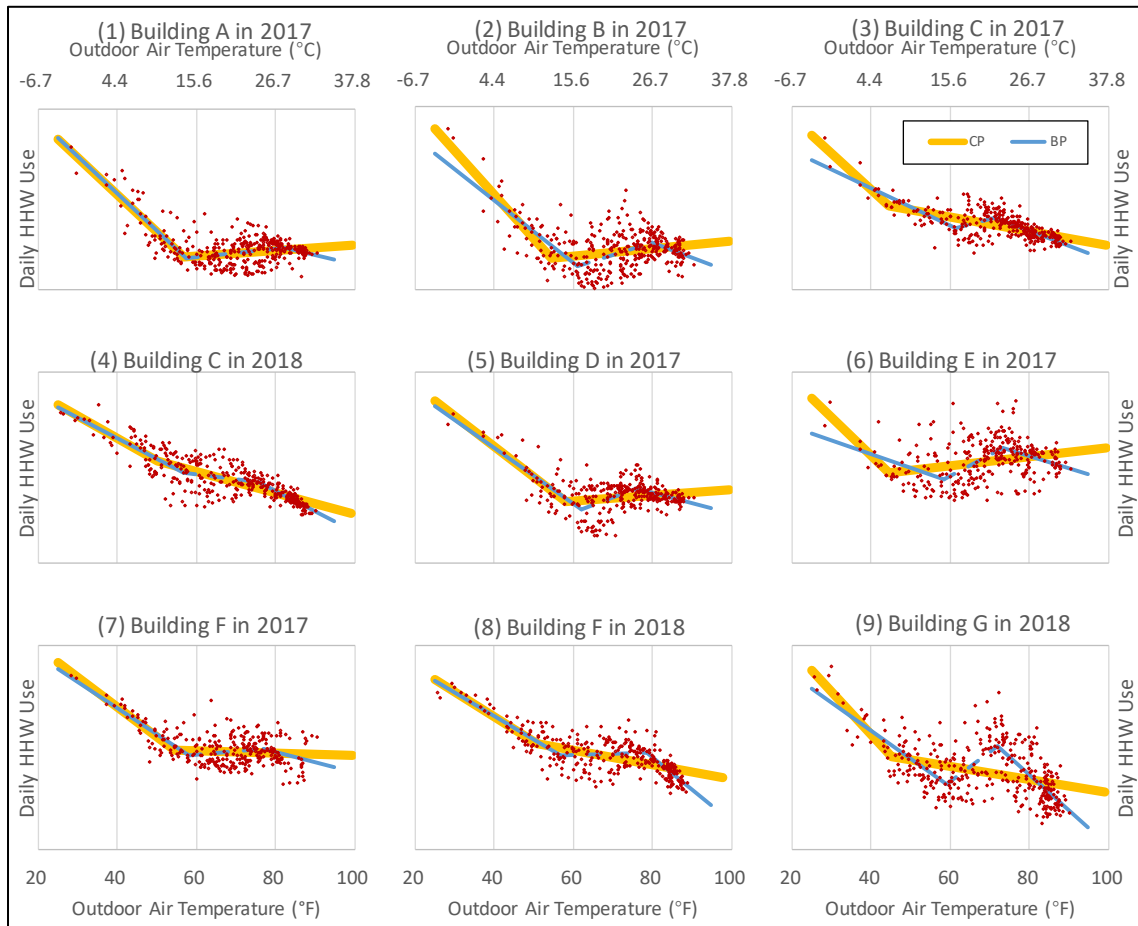 (1) Building A in 2017
Outdoor Air Temperature (°C)
-6.7 4.4 15.6 26.7 37.8
(2) Building B in 2017
Outdoor Air Temperature (°C)
-6.7 4.4 15.6 26.7 37.8
(3) Building C in 2017
Outdoor Air Temperature (°C)
-6.7 4.4 15.6 26.7 37.8
Daily HHW Use
CP BP
Daily HHW Use
(4) Building C in 2018
(5) Building D in 2017
(6) Building E in 2017
Daily HHW Use
Daily HHW Use
(7) Building F in 2017
(8) Building F in 2018
(9) Building G in 2018
Daily HHW Use
Daily HHW Use
20 40 60 80 100
Outdoor Air Temperature (°F)
20 40 60 80 100
Outdoor Air Temperature (°F)
20 40 60 80 100
Outdoor Air Temperature (°F)